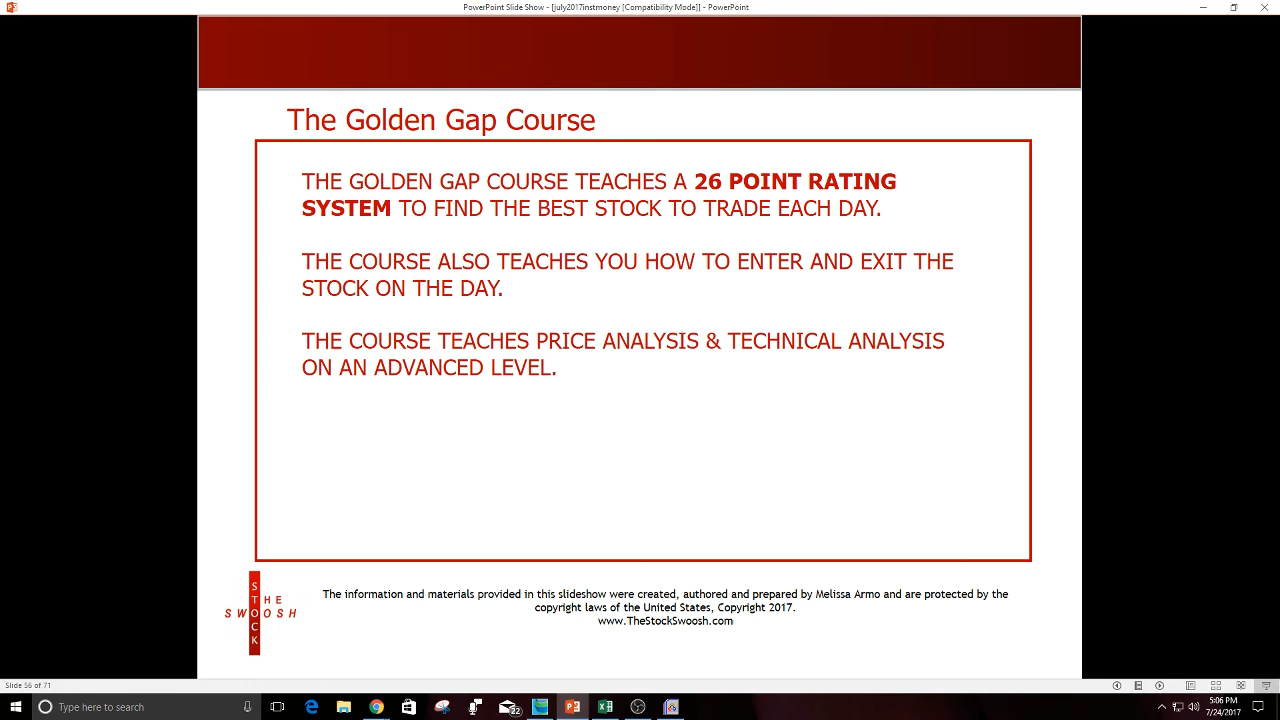 PowerPoint Slide Show - [july2017instmoney [Compatibility Mode]] - PowerPoint
The Golden Gap Course
THE GOLDEN GAP COURSE TEACHES A 26 POINT RATING
SYSTEM TO FIND THE BEST STOCK TO TRADE EACH DAY.
THE COURSE ALSO TEACHES YOU HOW TO ENTER AND EXIT THE
STOCK ON THE DAY.
THE COURSE TEACHES PRICE ANALYSIS & TECHNICAL ANALYSIS
ON AN ADVANCED LEVEL.
THE
STOCK
SWOOSH
The information and materials provided in this slideshow were created, authored and prepared by Melissa Armo and are protected by the
copyright laws of the United States, Copyright 2017.
www.TheStockSwoosh.com
Slide 56 of 71
Type here to search
22
5:06 PM
7/24/2017